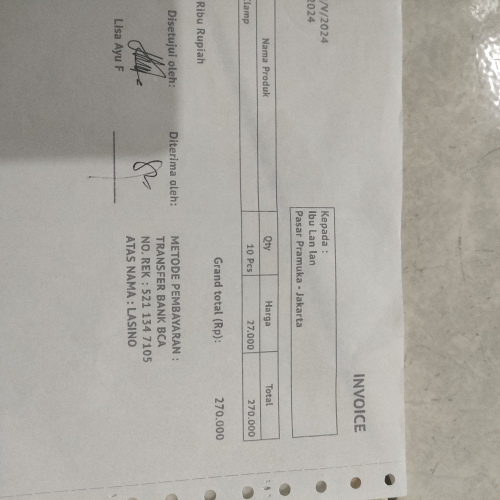 INVOICE
/V/2024
2024
Kepada :
Ibu Lan lan
Pasar Pramuka - Jakarta
Nama Produk Qty Harga Total
Clamp 10 Pcs 27.000 270.000
Grand total (Rp): 270.000
Ribu Rupiah
Disetujui oleh: Diterima oleh:
Lisa Ayu F
METODE PEMBAYARAN :
TRANSFER BANK BCA
NO. REK : 521 134 7105
ATAS NAMA : LASINO